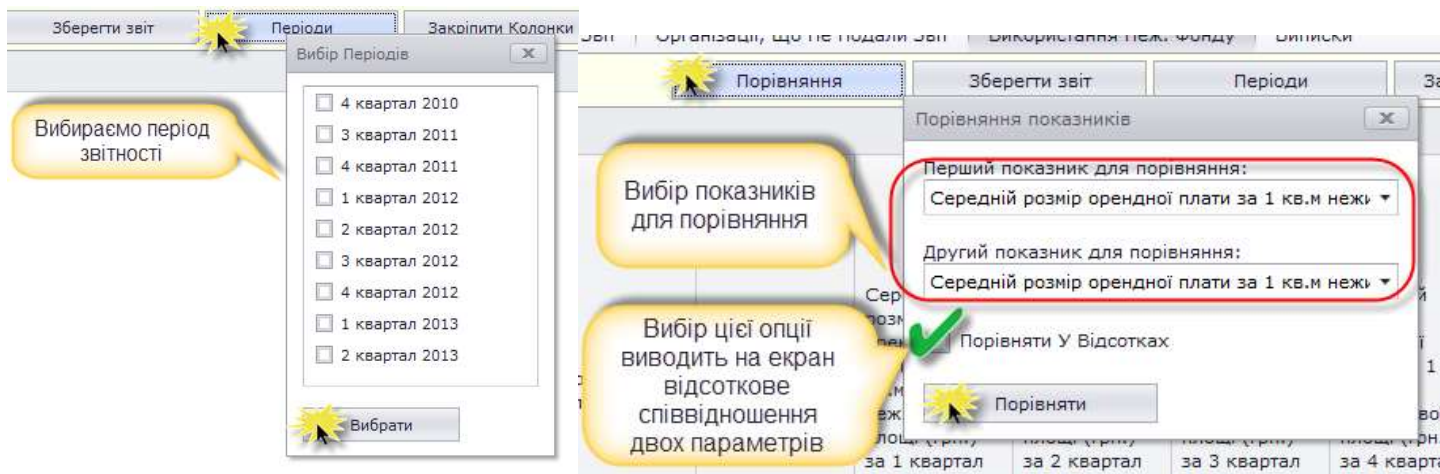 Зберегти звіт
Періоди
Закріпити Колонки
Вибір Періодів
4 квартал 2010
3 квартал 2011
4 квартал 2011
1 квартал 2012
2 квартал 2012
3 квартал 2012
4 квартал 2012
1 квартал 2013
2 квартал 2013
Вибрати
Вибираємо період
звітності
Звіт
Організації, Що Не Подали Звіт
Використання Неж. Фонду
Виписки
Порівняння
Зберегти звіт
Періоди
За
Порівняння показників
Перший показник для порівняння:
Середній розмір орендної плати за 1 кв.м нежи
Другий показник для порівняння:
Середній розмір орендної плати за 1 кв.м нежи
Порівняти У Відсотках
Порівняти
Вибір показників
для порівняння
Вибір цієї опції
виводить на екран
відсоткове
співвідношення
двох параметрів
Сер
за 1 квартал
за 2 квартал
за 3 квартал
за 4 кварта